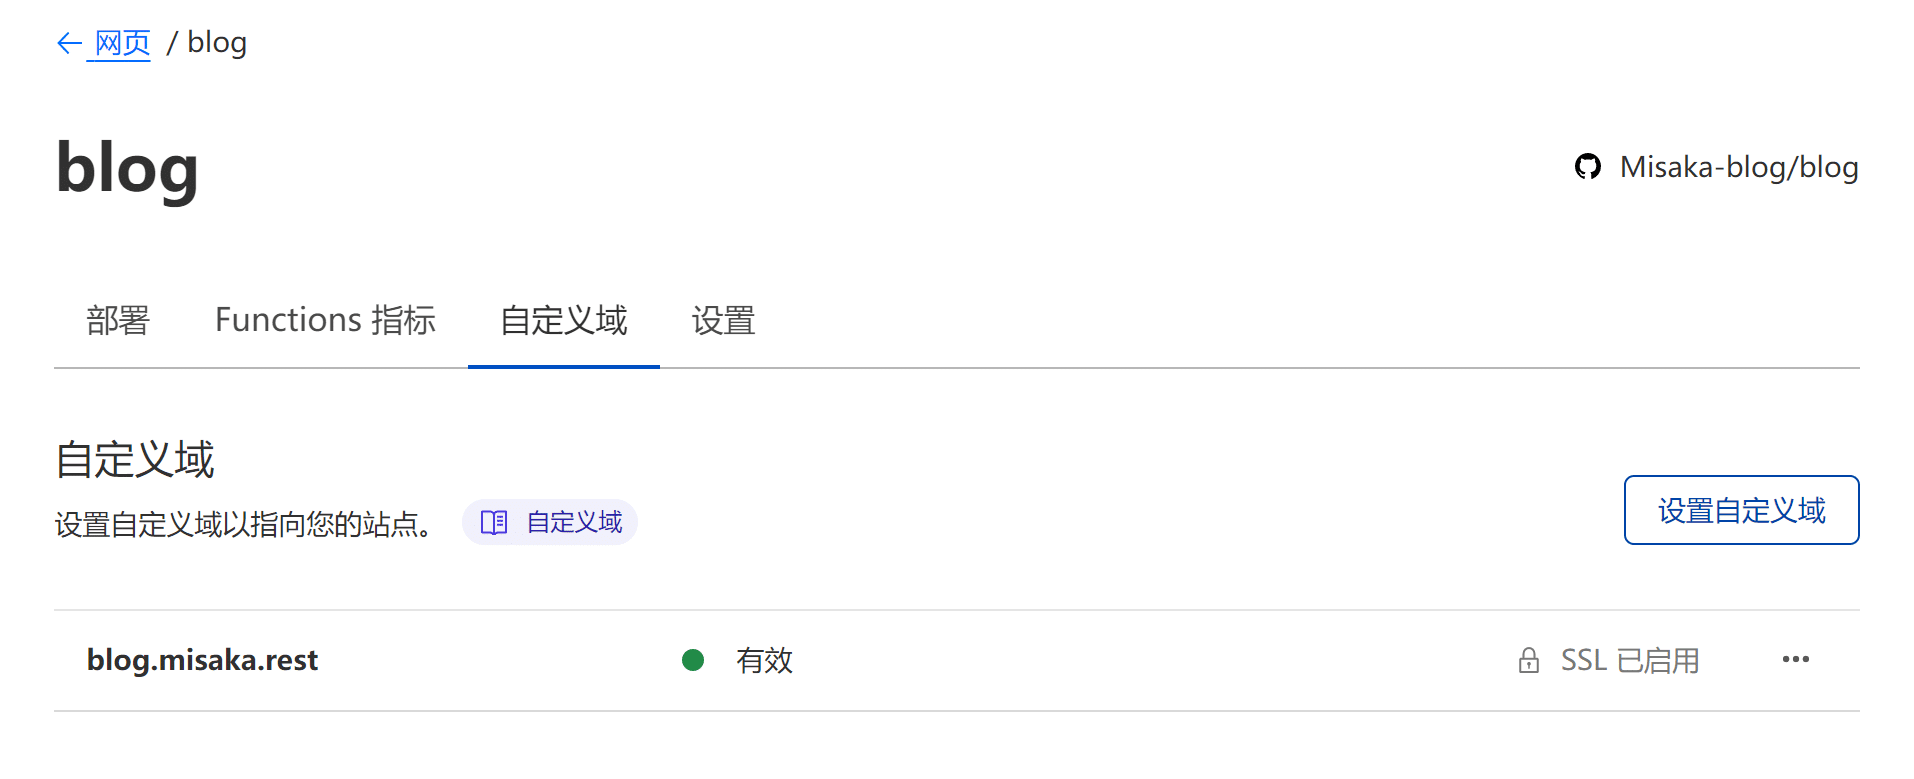 ← 网页 / blog
blog
Misaka-blog/blog
部署 Functions 指标 自定义域 设置
自定义域
设置自定义域以指向您的站点。 自定义域
设置自定义域
blog.misaka.rest 有效 SSL 已启用 •••